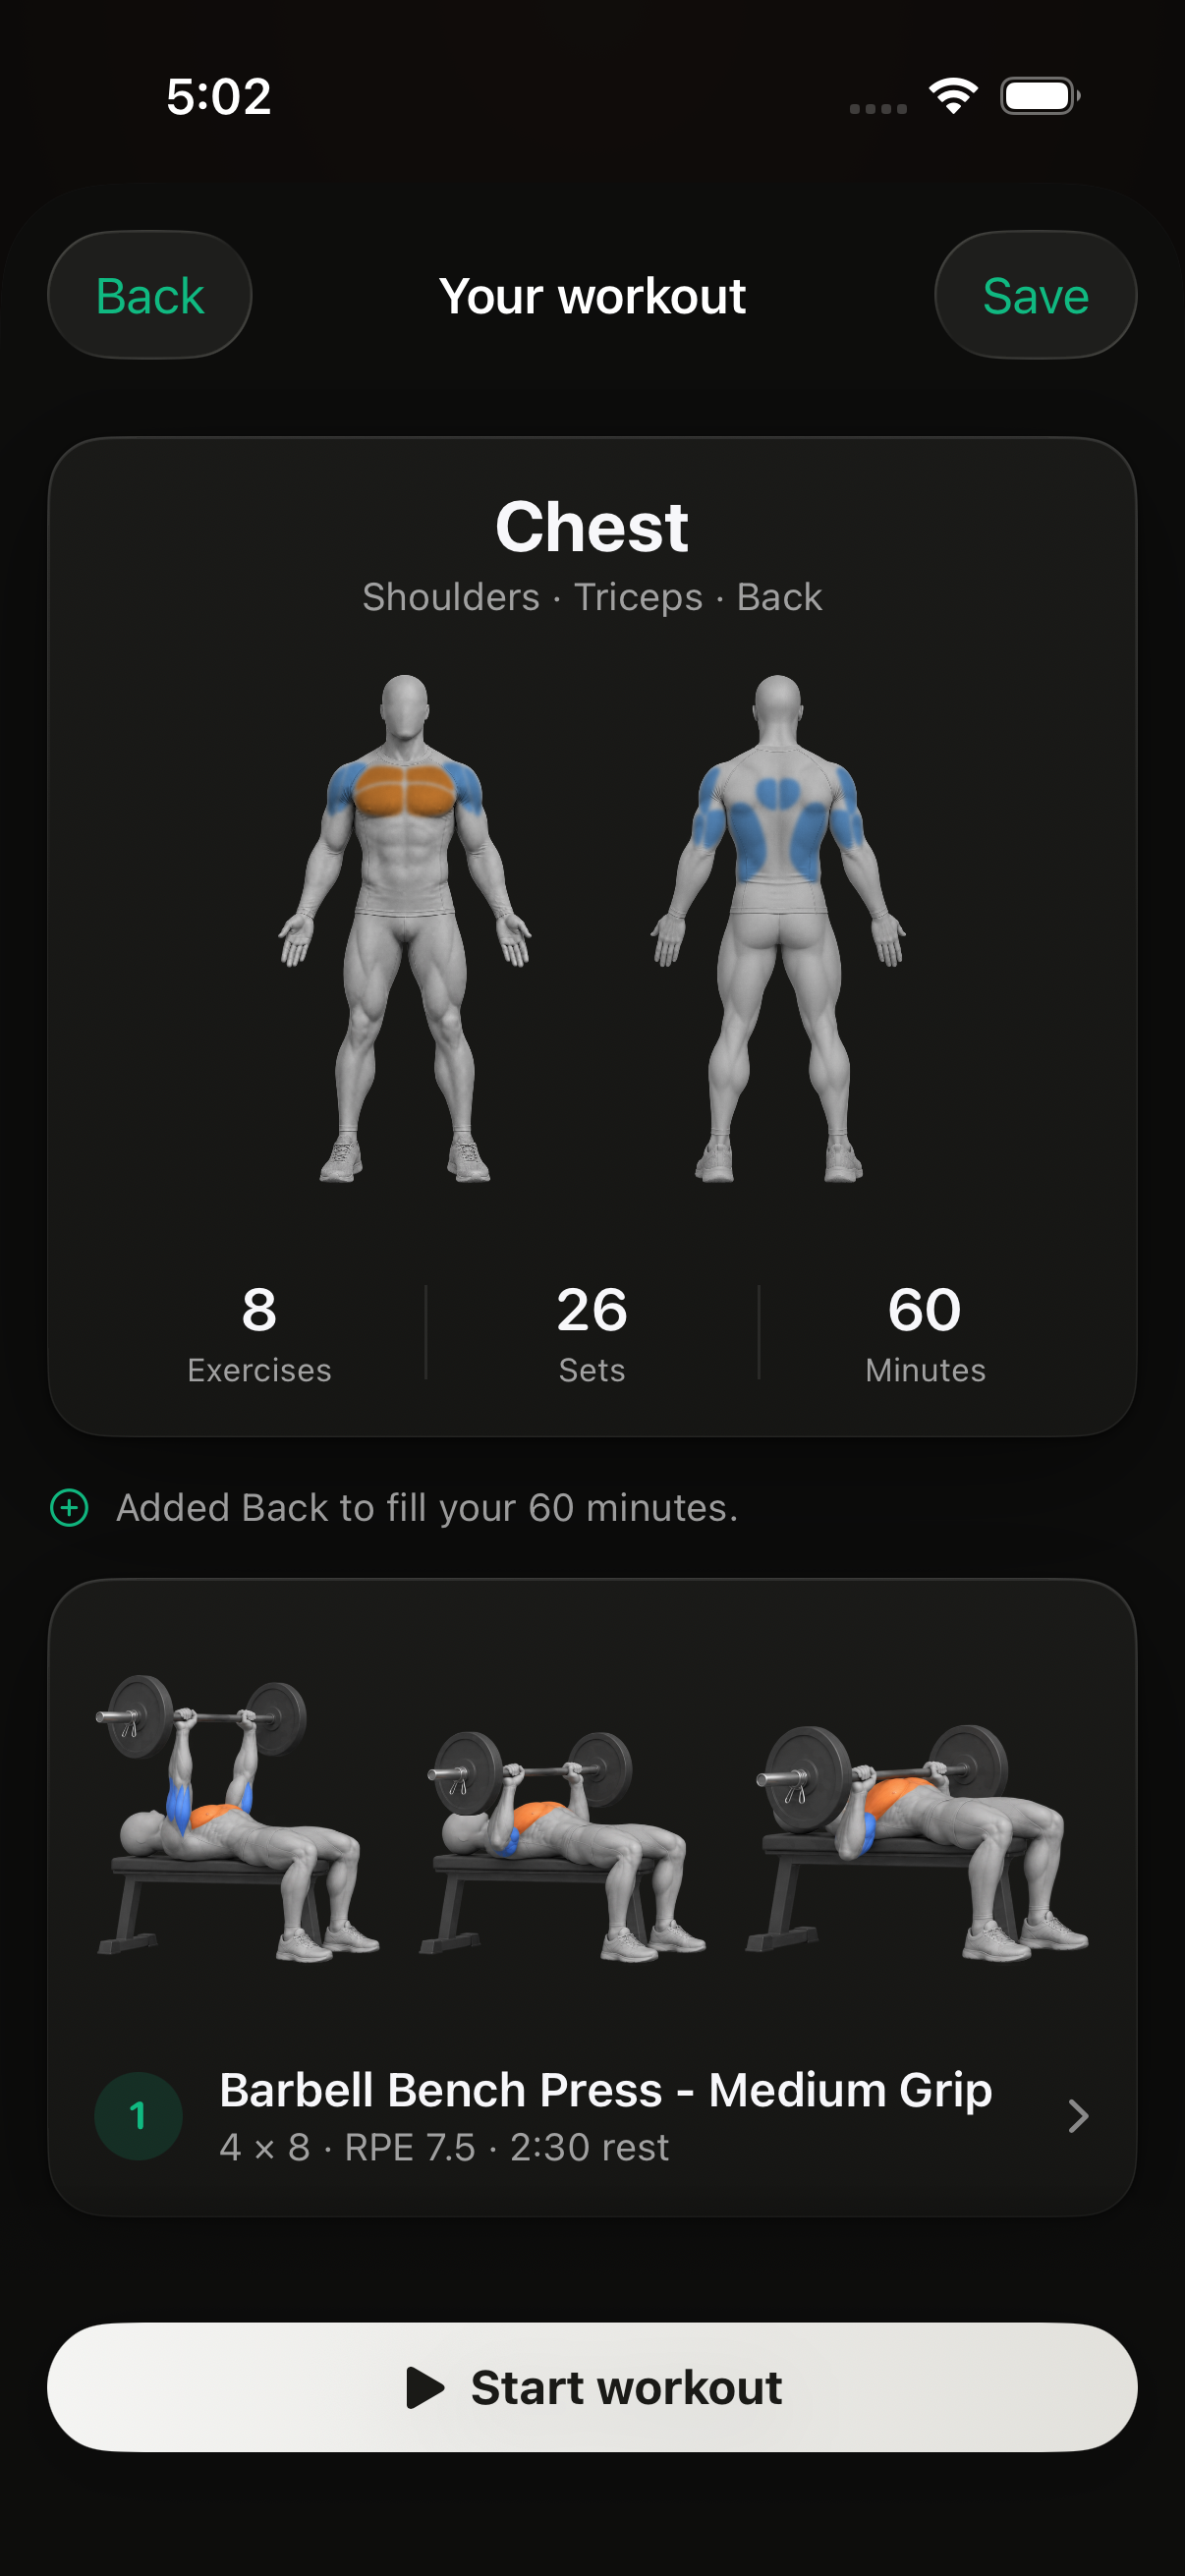 5:02
Back
Your workout
Save
Chest
Shoulders · Triceps · Back
8
26
60
Exercises
Sets
Minutes
Added Back to fill your 60 minutes.
1
Barbell Bench Press - Medium Grip
4 × 8 · RPE 7.5 · 2:30 rest
Start workout